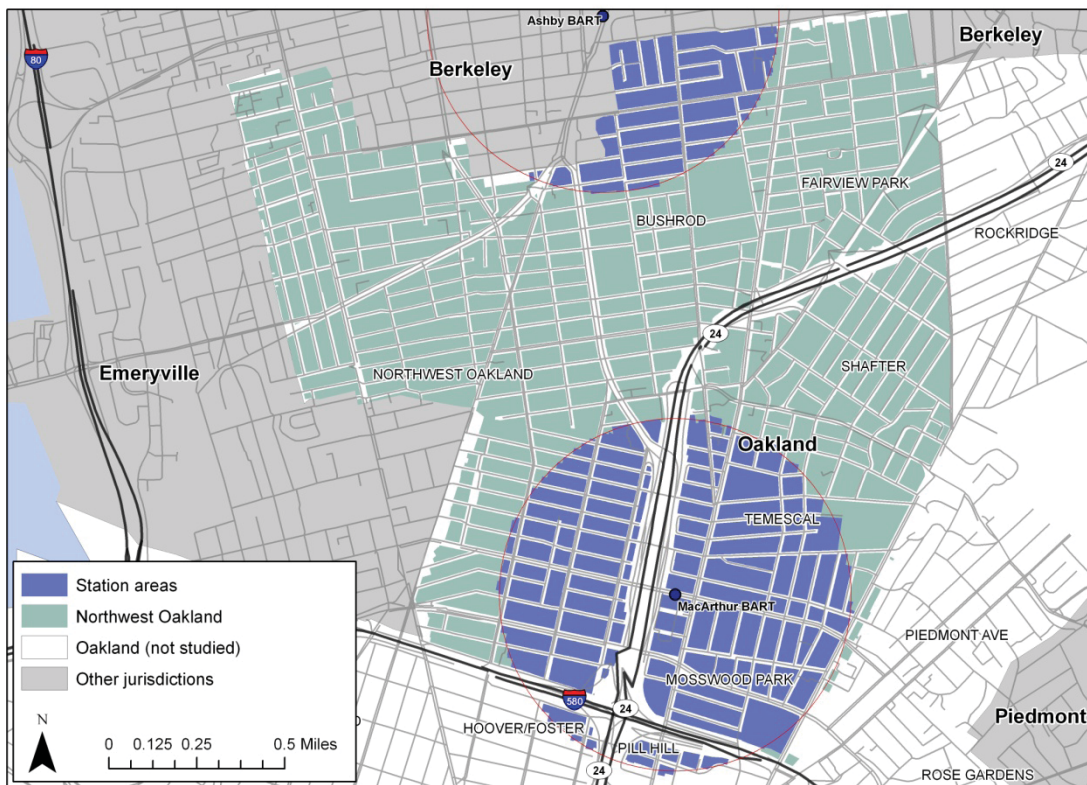 Ashby BART
80
Berkeley
Berkeley
24
FAIRVIEW PARK
BUSHROD
ROCKRIDGE
24
Emeryville
NORTHWEST OAKLAND
SHAFTER
Oakland
TEMESCAL
MacArthur BART
PIEDMONT AVE
MOSSWOOD PARK
580
24
Piedmont
HOOVER/FOSTER
PILL HILL
24
ROSE GARDENS
Station areas
Northwest Oakland
Oakland (not studied)
Other jurisdictions
N
0 0.125 0.25 0.5 Miles